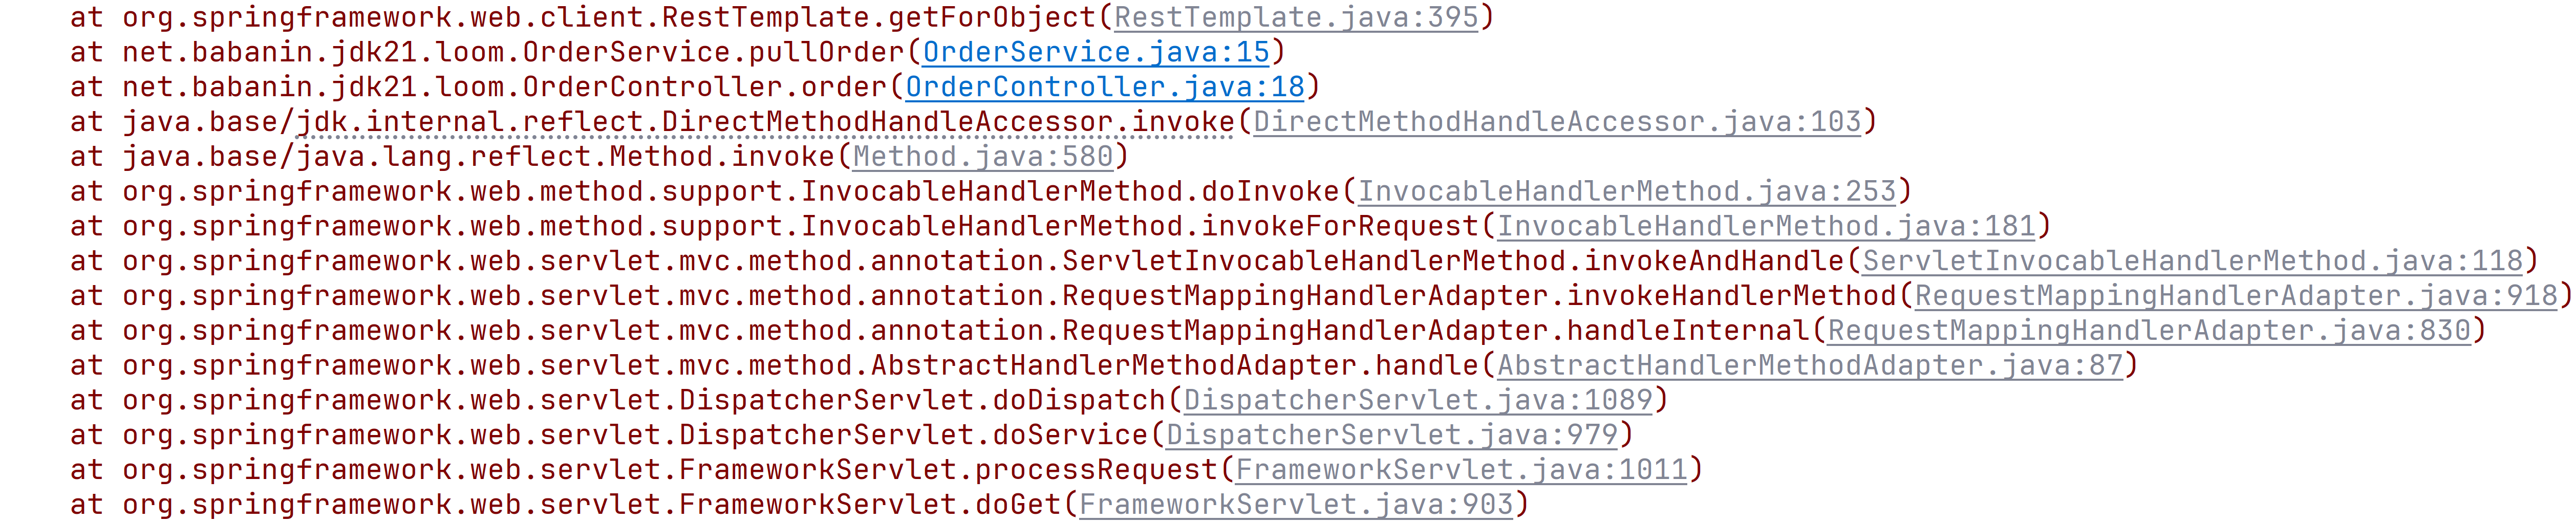 at org.springframework.web.client.RestTemplate.getForObject(RestTemplate.java:395)
at net.babanin.jdk21.loom.OrderService.pullOrder(OrderService.java:15)
at net.babanin.jdk21.loom.OrderController.order(OrderController.java:18)
at java.base/jdk.internal.reflect.DirectMethodHandleAccessor.invoke(DirectMethodHandleAccessor.java:103)
at java.base/java.lang.reflect.Method.invoke(Method.java:580)
at org.springframework.web.method.support.InvocableHandlerMethod.doInvoke(InvocableHandlerMethod.java:253)
at org.springframework.web.method.support.InvocableHandlerMethod.invokeForRequest(InvocableHandlerMethod.java:181)
at org.springframework.web.servlet.mvc.method.annotation.ServletInvocableHandlerMethod.invokeAndHandle(ServletInvocableHandlerMethod.java:118)
at org.springframework.web.servlet.mvc.method.annotation.RequestMappingHandlerAdapter.invokeHandlerMethod(RequestMappingHandlerAdapter.java:918)
at org.springframework.web.servlet.mvc.method.annotation.RequestMappingHandlerAdapter.handleInternal(RequestMappingHandlerAdapter.java:830)
at org.springframework.web.servlet.mvc.method.AbstractHandlerMethodAdapter.handle(AbstractHandlerMethodAdapter.java:87)
at org.springframework.web.servlet.DispatcherServlet.doDispatch(DispatcherServlet.java:1089)
at org.springframework.web.servlet.DispatcherServlet.doService(DispatcherServlet.java:979)
at org.springframework.web.servlet.FrameworkServlet.processRequest(FrameworkServlet.java:1011)
at org.springframework.web.servlet.FrameworkServlet.doGet(FrameworkServlet.java:903)